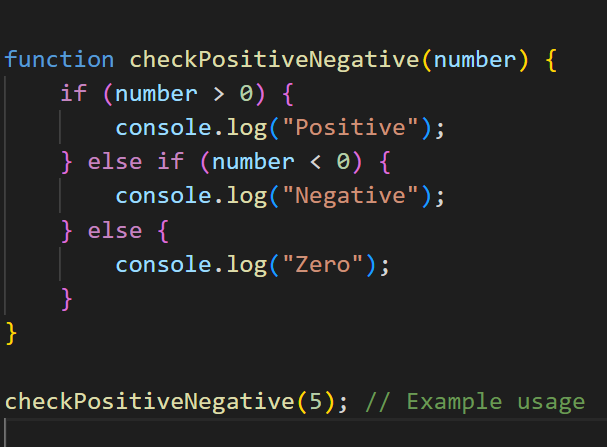 function checkPositiveNegative(number) {
    if (number > 0) {
        console.log("Positive");
    } else if (number < 0) {
        console.log("Negative");
    } else {
        console.log("Zero");
    }
}

checkPositiveNegative(5); // Example usage